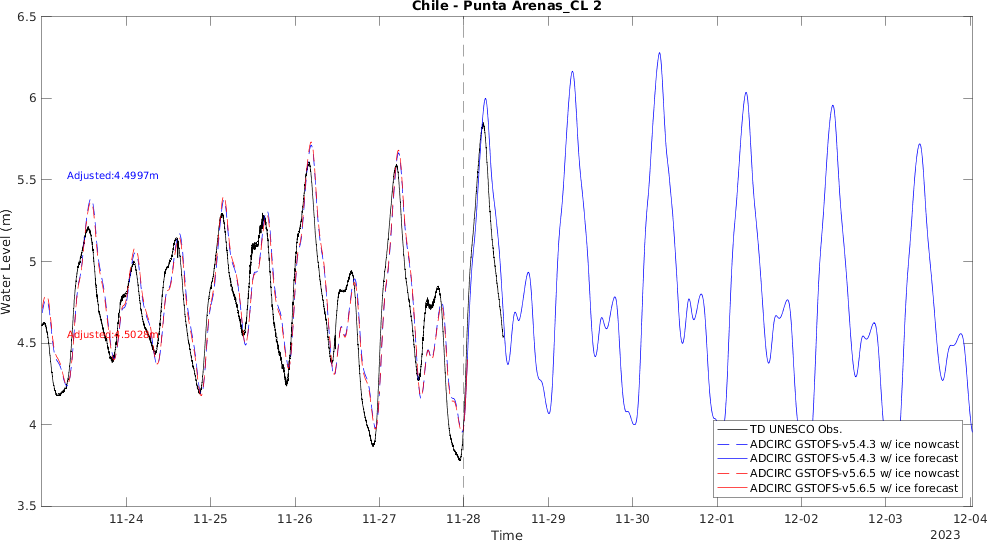 Chile - Punta Arenas_CL 2
Water Level (m)
6.5
6
5.5
5
4.5
4
3.5
Adjusted:4.4997m
Adjusted:4.5028m
TD UNESCO Obs.
ADCIRC GSTOFS-v5.4.3 w/ ice nowcast
ADCIRC GSTOFS-v5.4.3 w/ ice forecast
ADCIRC GSTOFS-v5.6.5 w/ ice nowcast
ADCIRC GSTOFS-v5.6.5 w/ ice forecast
11-24 11-25 11-26 11-27 11-28 11-29 11-30 12-01 12-02 12-03 12-04
Time
2023